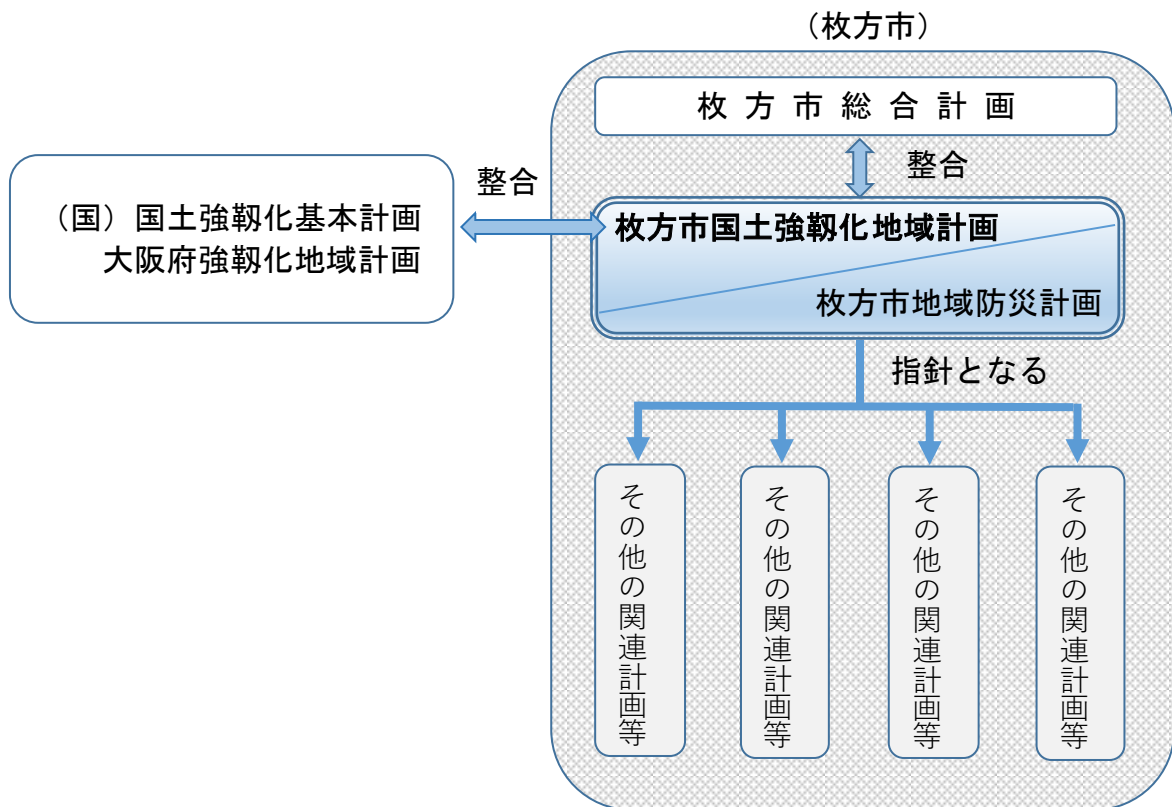 （枚方市）
枚方市総合計画
整合
整合
（国）国土強靱化基本計画
大阪府強靱化地域計画
枚方市国土強靱化地域計画
枚方市地域防災計画
指針となる
その他の関連計画等
その他の関連計画等
その他の関連計画等
その他の関連計画等